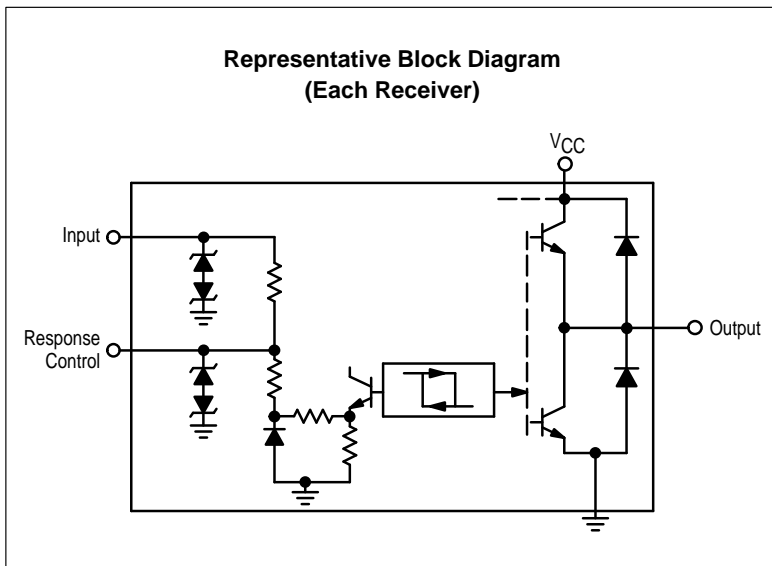 Representative Block Diagram
(Each Receiver)
VCC
Input
Response
Control
Output